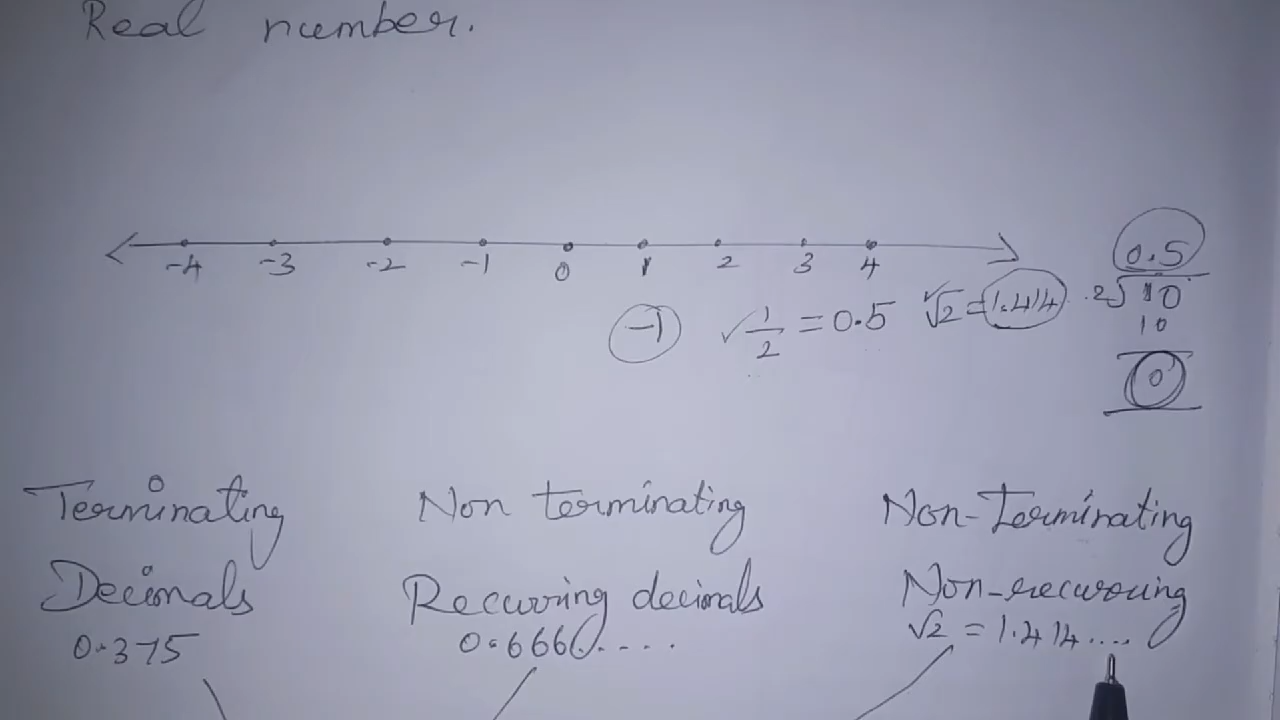 Real number.
-4 -3 -2 -1 0 1 2 3 4
-1 √ 1/2 = 0.5 √2 = 1.414
0.5
2) 10
10
0
Terminating Decimals
0.375
Non terminating Recurring decimals
0.6660....
Non-Terminating Non-recurring
√2 = 1.414....